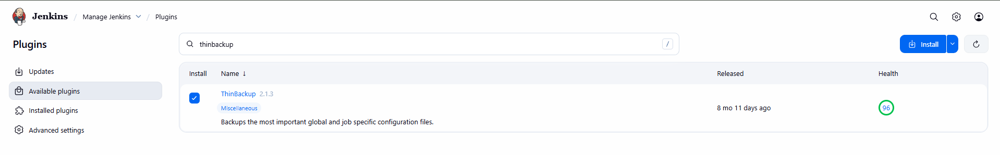 Jenkins / Manage Jenkins / Plugins
Plugins
thinbackup /
Install
Updates
Available plugins
Installed plugins
Advanced settings
Install Name ↓ Released Health
ThinBackup 2.1.3
Miscellaneous
Backups the most important global and job specific configuration files.
8 mo 11 days ago
96